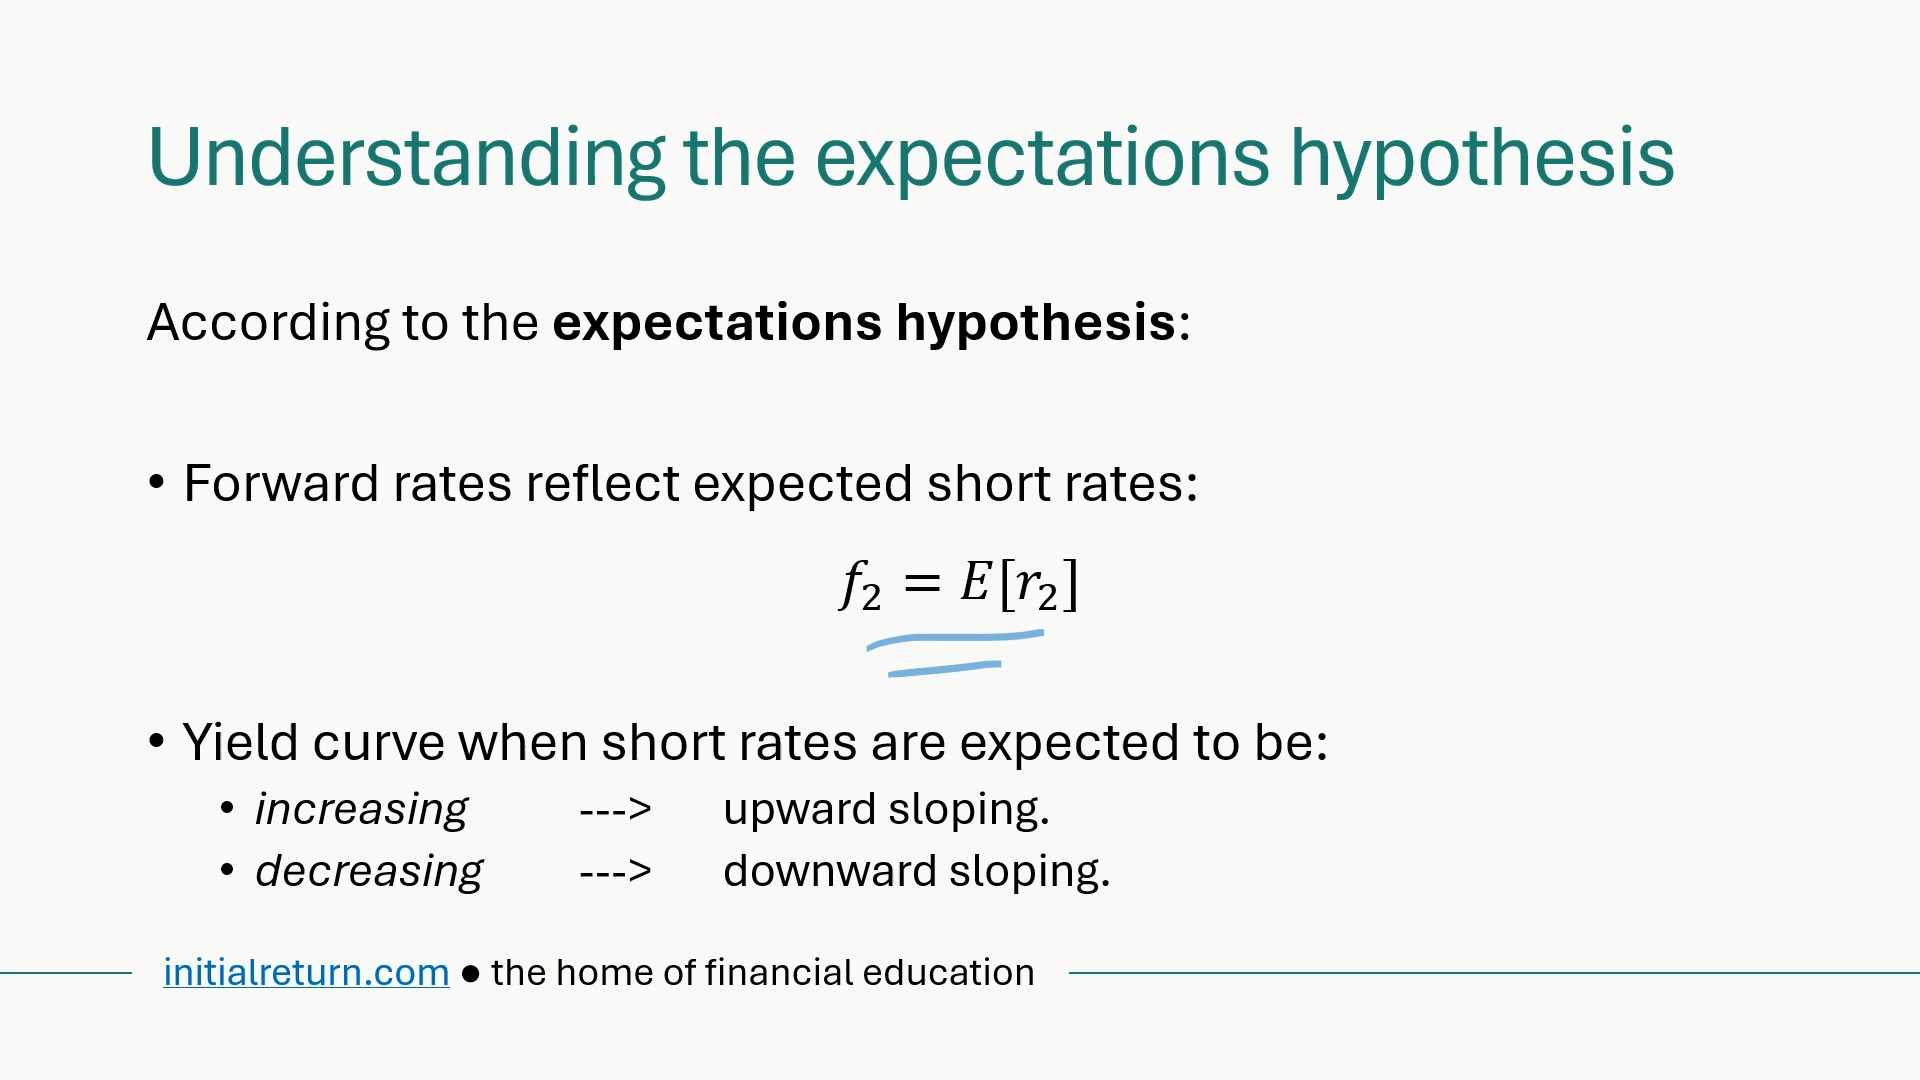 Understanding the expectations hypothesis
According to the expectations hypothesis:
• Forward rates reflect expected short rates:
f₂ = E[r₂]
• Yield curve when short rates are expected to be:
• increasing ---> upward sloping.
• decreasing ---> downward sloping.
initialreturn.com ● the home of financial education